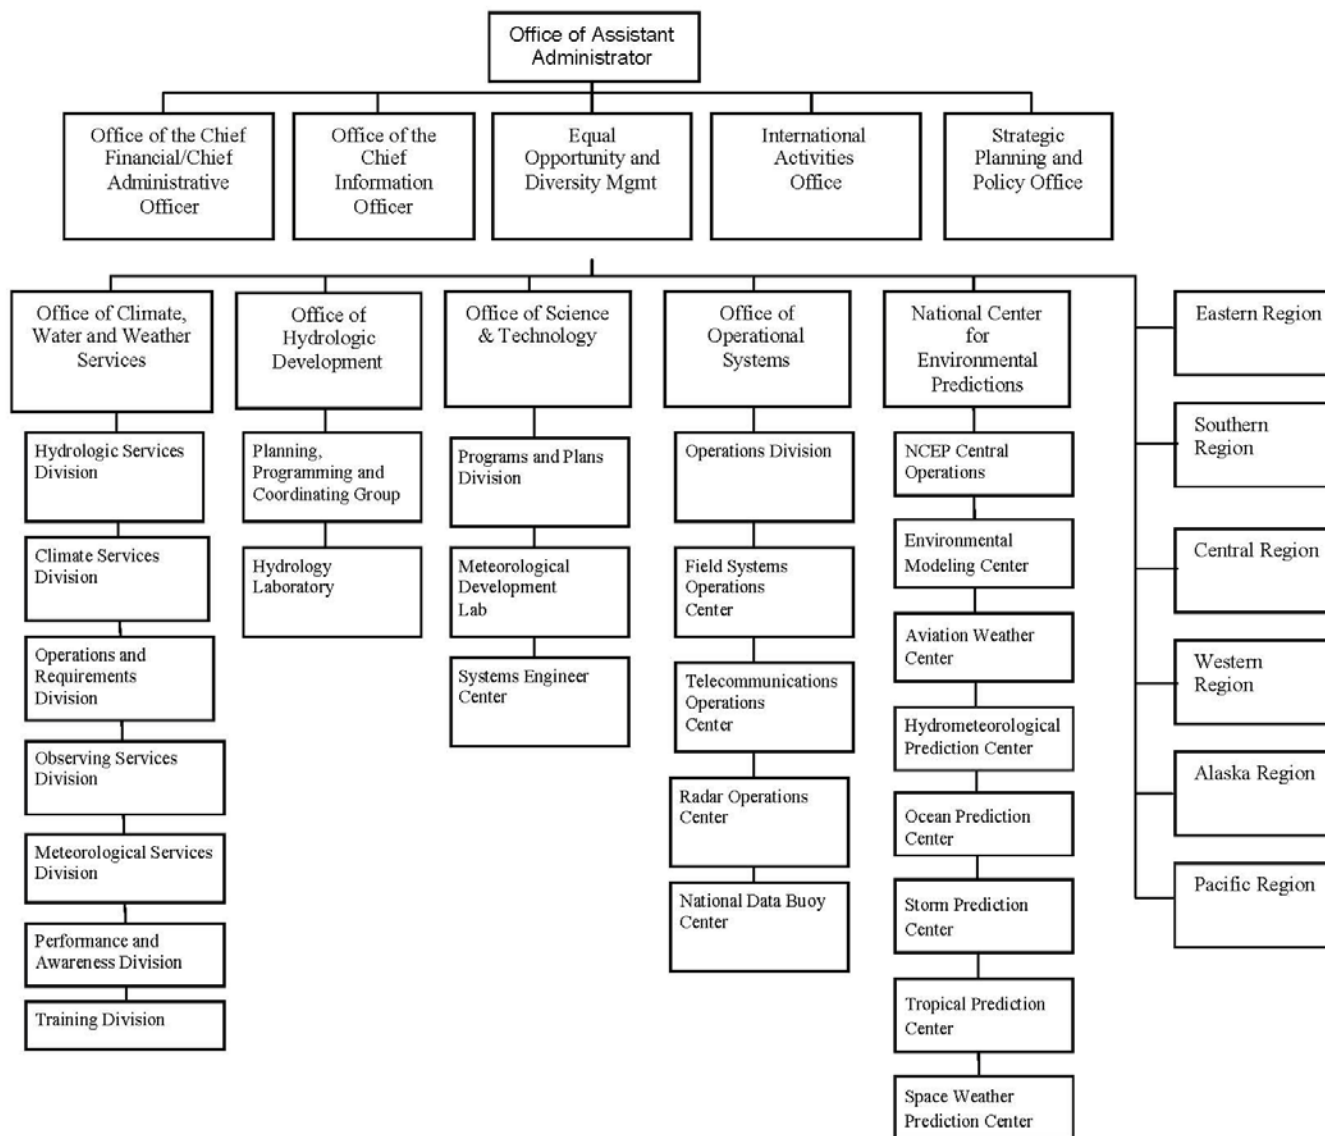 Office of Assistant
Administrator
Office of the Chief
Financial/Chief
Administrative
Officer
Office of the
Chief
Information
Officer
Equal
Opportunity and
Diversity Mgmt
International
Activities
Office
Strategic
Planning and
Policy Office
Office of Climate,
Water and Weather
Services
Hydrologic Services
Division
Climate Services
Division
Operations and
Requirements
Division
Observing Services
Division
Meteorological Services
Division
Performance and
Awareness Division
Training Division
Office of
Hydrologic
Development
Planning,
Programming and
Coordinating Group
Hydrology
Laboratory
Office of Science
& Technology
Programs and Plans
Division
Meteorological
Development
Lab
Systems Engineer
Center
Office of
Operational
Systems
Operations Division
Field Systems
Operations
Center
Telecommunications
Operations
Center
Radar Operations
Center
National Data Buoy
Center
National Center
for
Environmental
Predictions
NCEP Central
Operations
Environmental
Modeling Center
Aviation Weather
Center
Hydrometeorological
Prediction Center
Ocean Prediction
Center
Storm Prediction
Center
Tropical Prediction
Center
Space Weather
Prediction Center
Eastern Region
Southern
Region
Central Region
Western
Region
Alaska Region
Pacific Region